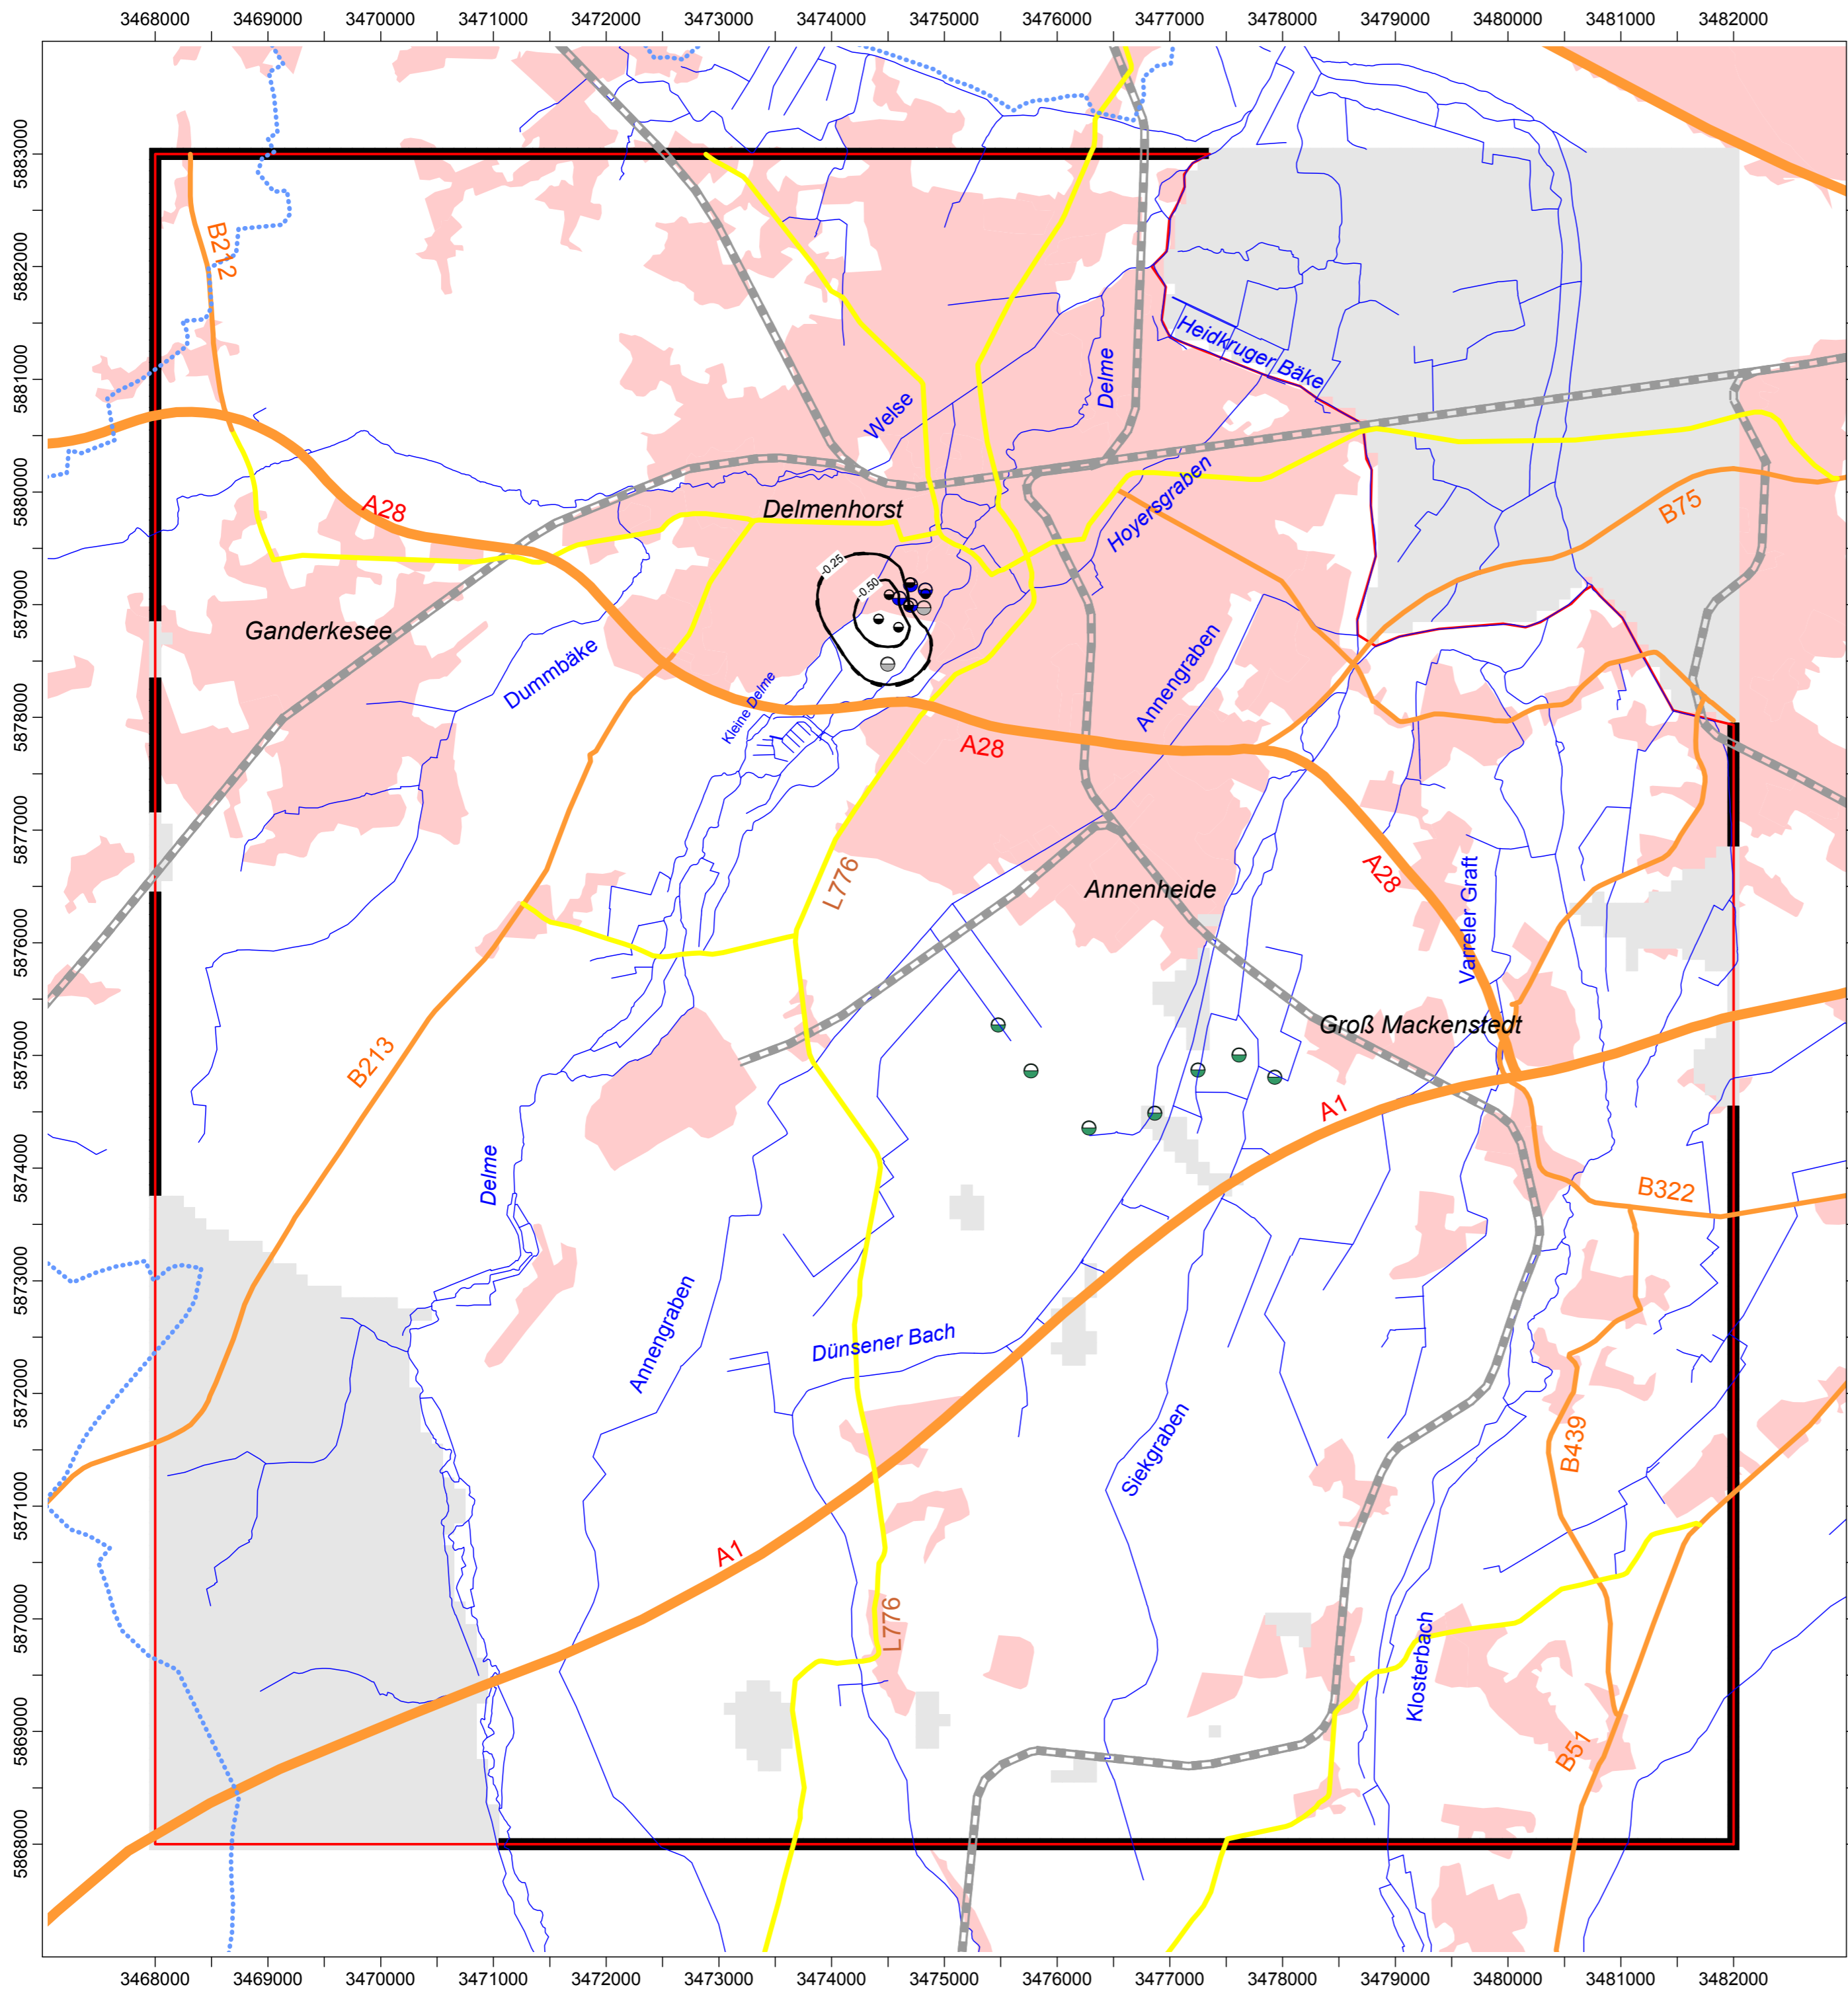 3468000 3469000 3470000 3471000 3472000 3473000 3474000 3475000 3476000 3477000 3478000 3479000 3480000 3481000 3482000
5883000
B212
5882000
Heidkruger Bäke
5881000
Delme
Welse
5880000
A28
Delmenhorst
Hoyersgraben
B75
-0.25
-0.50
5879000
Ganderkesee
Dummbäke
Annengraben
Kleine Delme
5878000
A28
5877000
L776
A28
Annenheide
Varreler Graft
5876000
Groß Mackenstedt
5875000
B213
A1
5874000
Delme
B322
5873000
Annengraben
Dünsener Bach
5872000
Siekgraben
B439
5871000
A1
5870000
L776
Klosterbach
5869000
B51
5868000
3468000 3469000 3470000 3471000 3472000 3473000 3474000 3475000 3476000 3477000 3478000 3479000 3480000 3481000 3482000